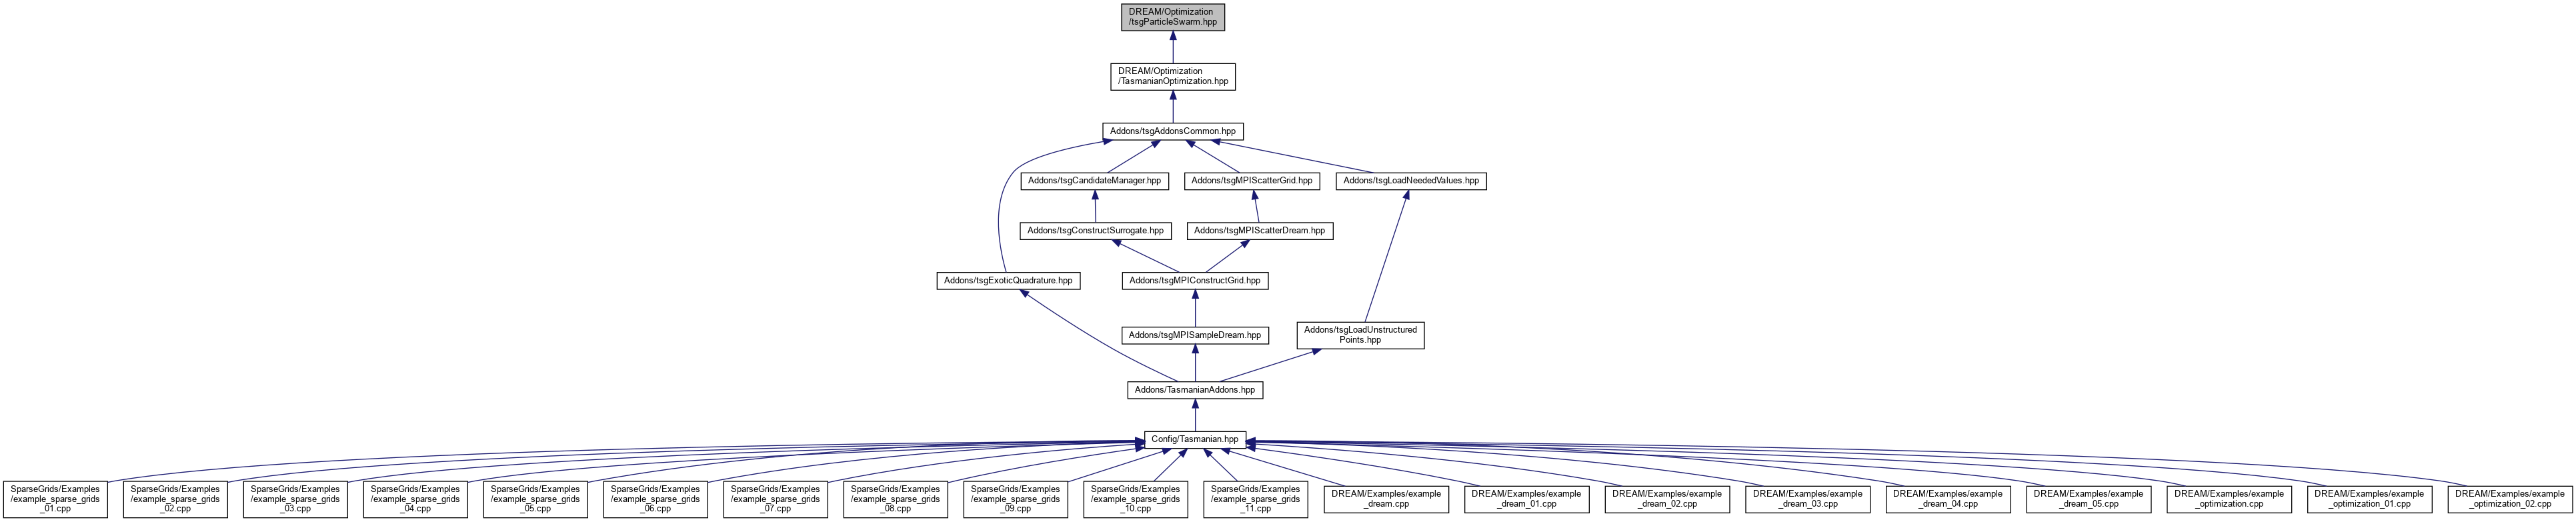 DREAM/Optimization
/tsgParticleSwarm.hpp
DREAM/Optimization
/TasmanianOptimization.hpp
Addons/tsgAddonsCommon.hpp
Addons/tsgCandidateManager.hpp
Addons/tsgMPIScatterGrid.hpp
Addons/tsgLoadNeededValues.hpp
Addons/tsgConstructSurrogate.hpp
Addons/tsgMPIScatterDream.hpp
Addons/tsgExoticQuadrature.hpp
Addons/tsgMPIConstructGrid.hpp
Addons/tsgMPISampleDream.hpp
Addons/tsgLoadUnstructured
Points.hpp
Addons/TasmanianAddons.hpp
Config/Tasmanian.hpp
SparseGrids/Examples
/example_sparse_grids
_01.cpp
SparseGrids/Examples
/example_sparse_grids
_02.cpp
SparseGrids/Examples
/example_sparse_grids
_03.cpp
SparseGrids/Examples
/example_sparse_grids
_04.cpp
SparseGrids/Examples
/example_sparse_grids
_05.cpp
SparseGrids/Examples
/example_sparse_grids
_06.cpp
SparseGrids/Examples
/example_sparse_grids
_07.cpp
SparseGrids/Examples
/example_sparse_grids
_08.cpp
SparseGrids/Examples
/example_sparse_grids
_09.cpp
SparseGrids/Examples
/example_sparse_grids
_10.cpp
SparseGrids/Examples
/example_sparse_grids
_11.cpp
DREAM/Examples/example
_dream.cpp
DREAM/Examples/example
_dream_01.cpp
DREAM/Examples/example
_dream_02.cpp
DREAM/Examples/example
_dream_03.cpp
DREAM/Examples/example
_dream_04.cpp
DREAM/Examples/example
_dream_05.cpp
DREAM/Examples/example
_optimization.cpp
DREAM/Examples/example
_optimization_01.cpp
DREAM/Examples/example
_optimization_02.cpp